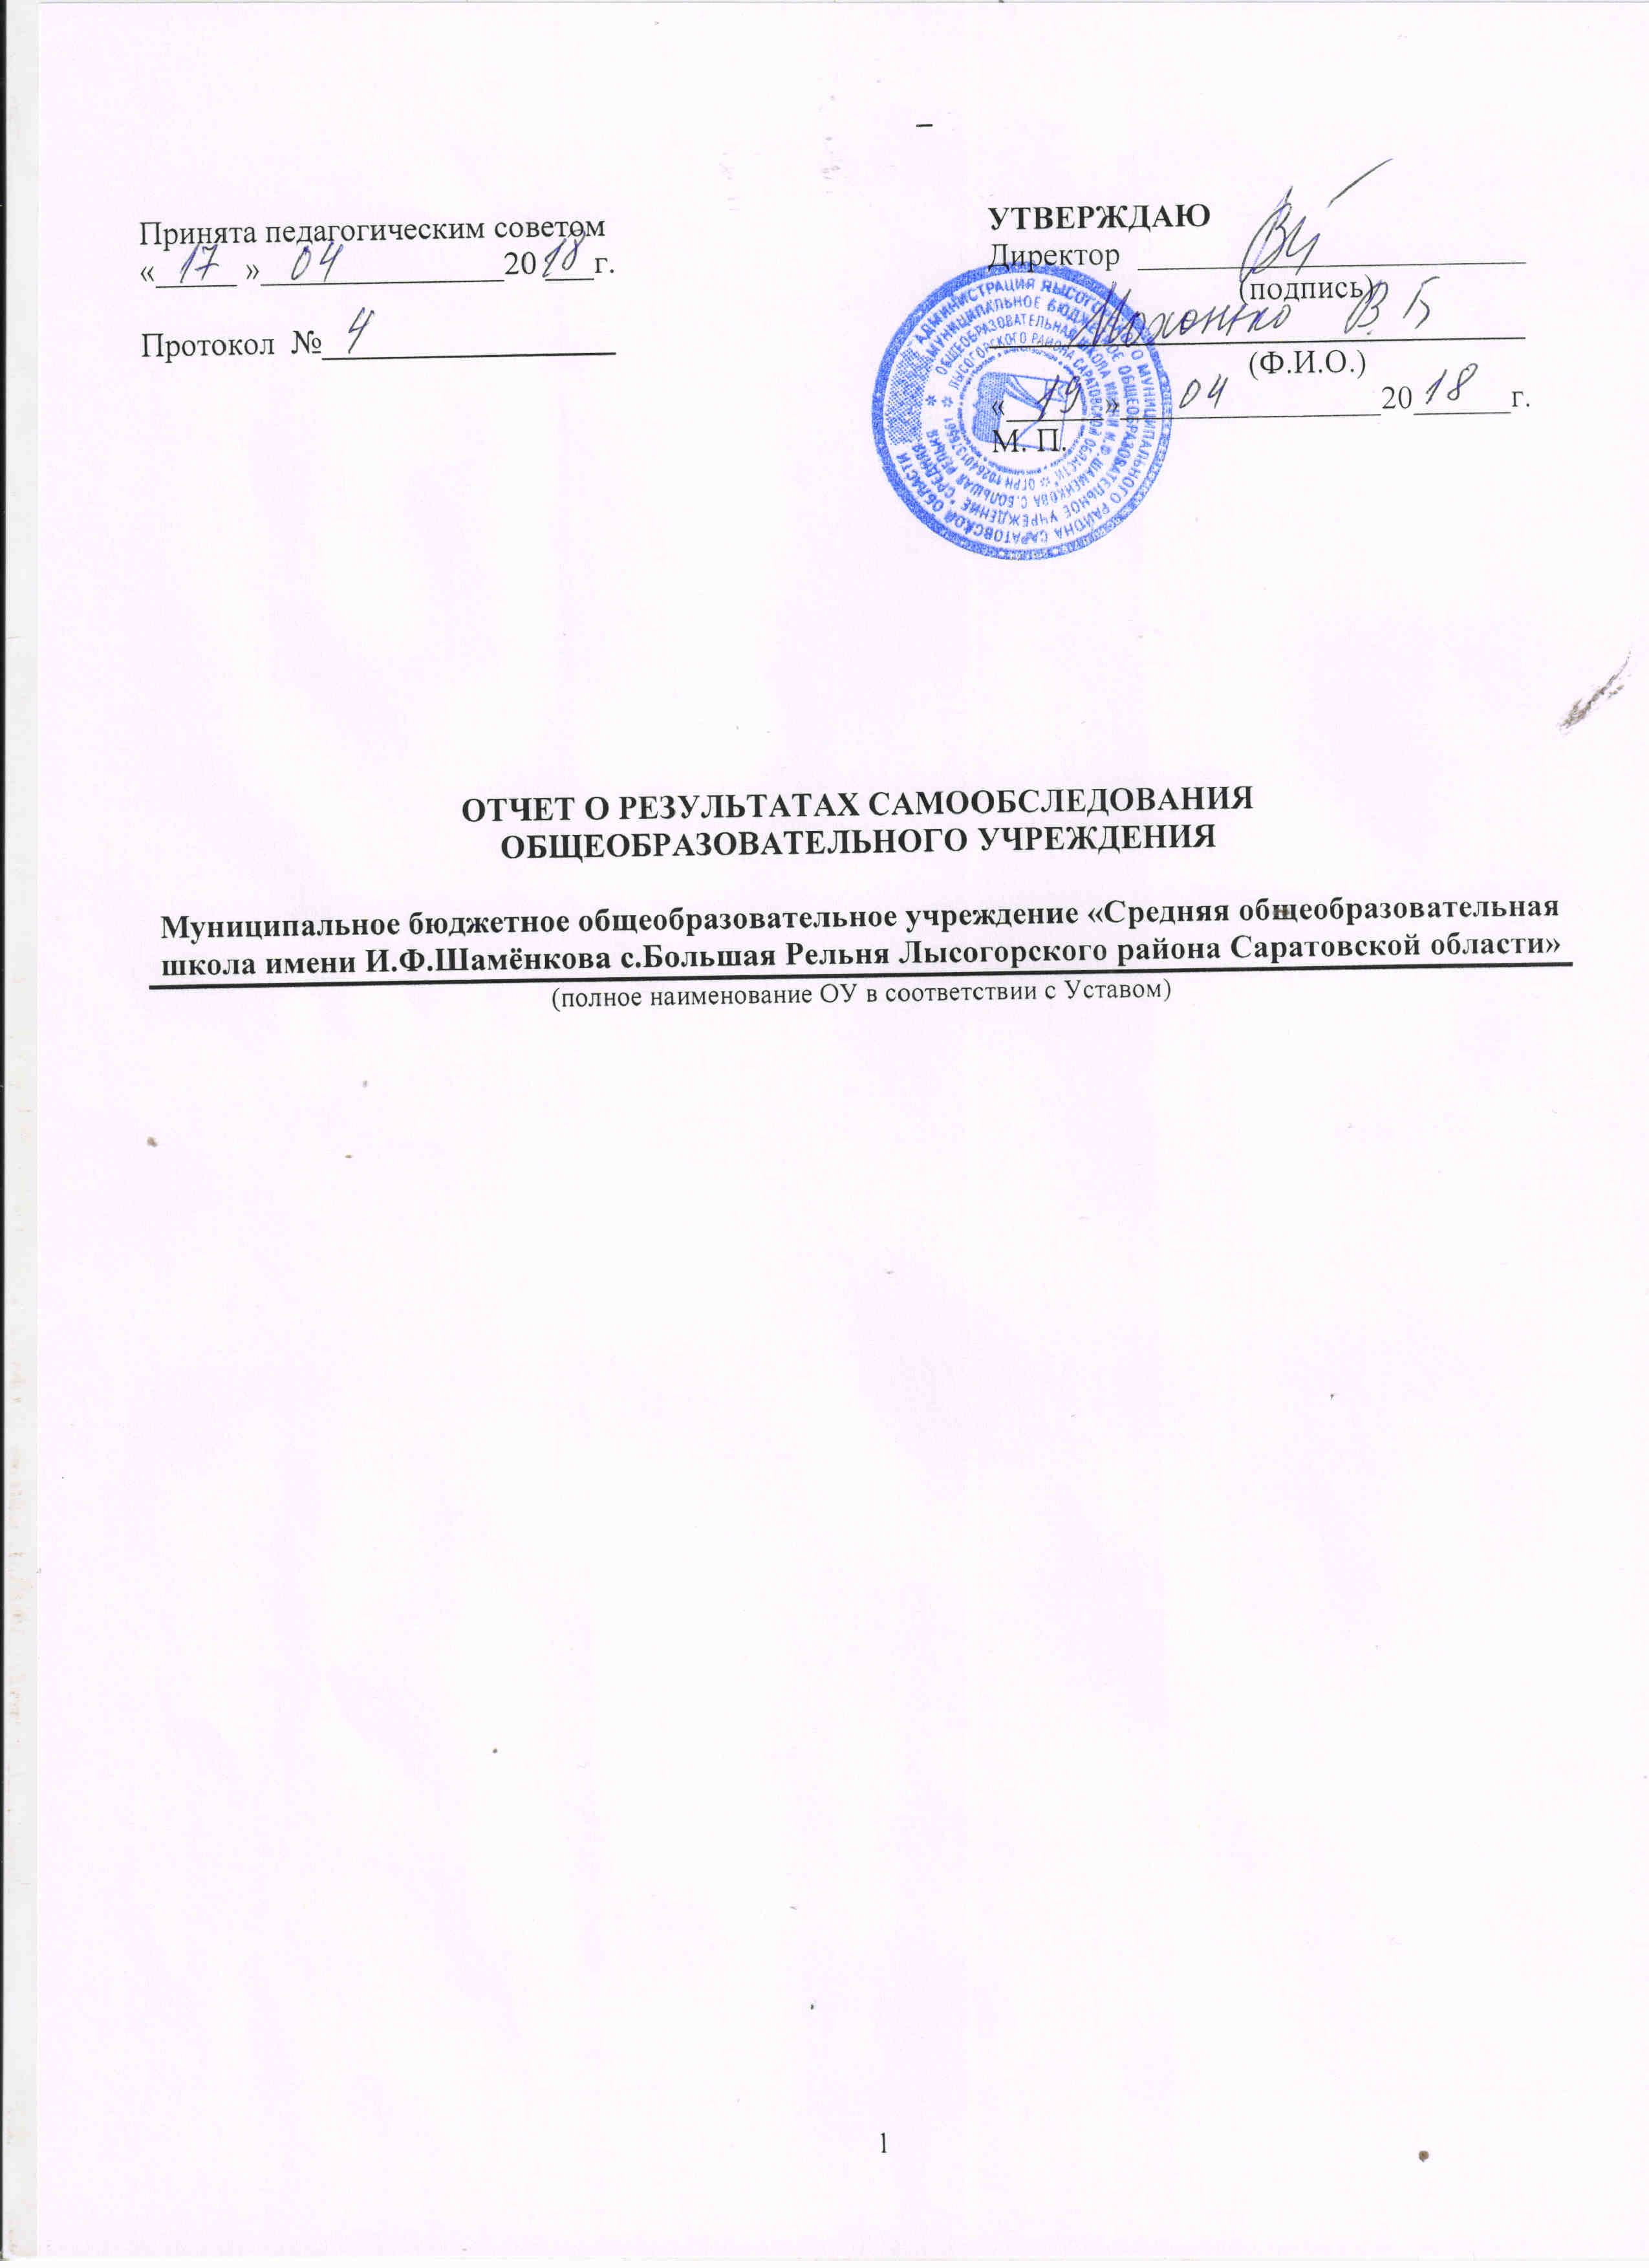 Принята педагогическим советом
« 17 » 04 2018 г.
Протокол № 4
УТВЕРЖДАЮ
Директор
(подпись)
Мохонько В. Б
(Ф.И.О.)
« 19 » 04 2018 г.
М. П.
ОТЧЕТ О РЕЗУЛЬТАТАХ САМООБСЛЕДОВАНИЯ
ОБЩЕОБРАЗОВАТЕЛЬНОГО УЧРЕЖДЕНИЯ
Муниципальное бюджетное общеобразовательное учреждение «Средняя общеобразовательная
школа имени И.Ф.Шамёнкова с.Большая Рельня Лысогорского района Саратовской области»
(полное наименование ОУ в соответствии с Уставом)
1